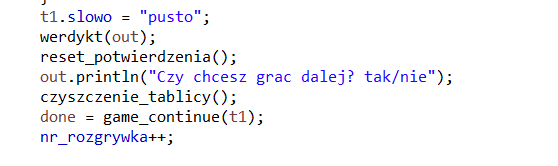 t1.slowo = "pusto";
werdykt(out);
reset_potwierdzenia();
out.println("Czy chcesz grac dalej? tak/nie");
czyszczenie_tablicy();
done = game_continue(t1);
nr_rozgrywka++;